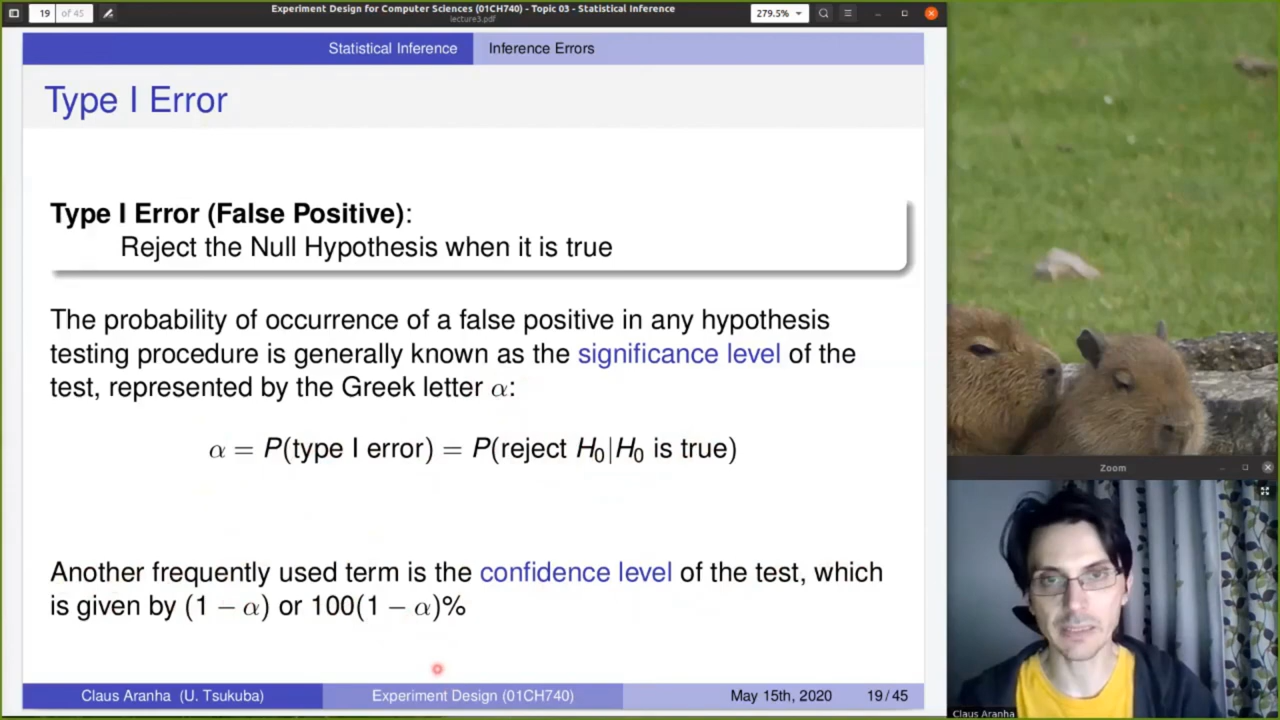 19 of 45
Experiment Design for Computer Sciences (01CH740) - Topic 03 - Statistical Inference
lecture3.pdf
279.5%
Statistical Inference
Inference Errors
Type I Error
Type I Error (False Positive):
Reject the Null Hypothesis when it is true
The probability of occurrence of a false positive in any hypothesis
testing procedure is generally known as the significance level of the
test, represented by the Greek letter α:
α = P(type I error) = P(reject H₀|H₀ is true)
Another frequently used term is the confidence level of the test, which
is given by (1 − α) or 100(1 − α)%
Claus Aranha (U. Tsukuba)
Experiment Design (01CH740)
May 15th, 2020
19 / 45
Zoom
Claus Aranha